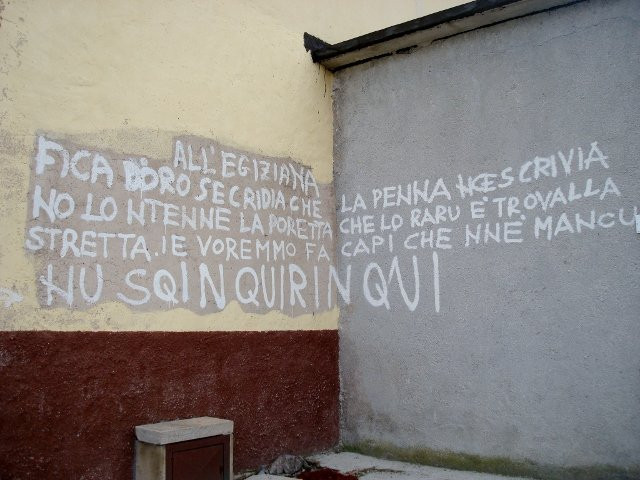 ALL'EGIZIANA
FICA D'ORO SE CRIDIA CHE LA PENNA NCE SCRIVIA
NO LO NTENNE LA PORETTA CHE LO RARU È TROVALLA
STRETTA. IE VOREMMO FA CAPI CHE NNÈ MANCU
NU SQINQUIRINQUI